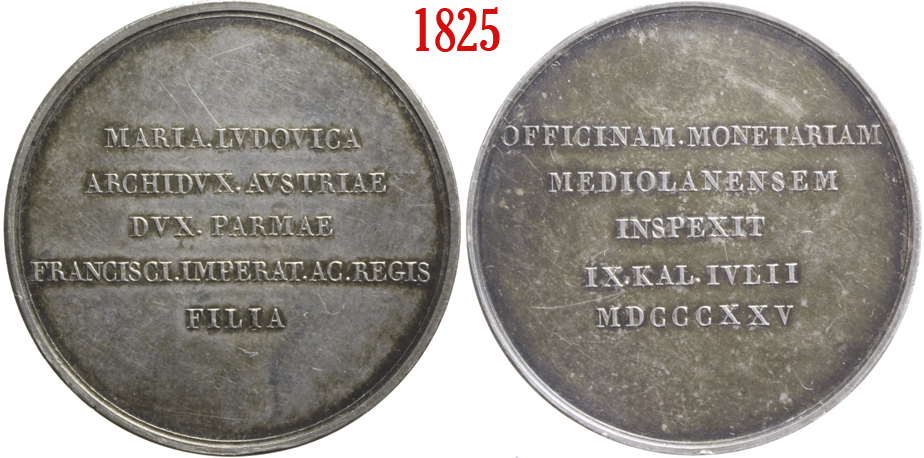 1825
MARIA.LVDOVICA
ARCHIDVX.AVSTRIAE
DVX.PARMAE
FRANCISCI.IMPERAT.AC.REGIS
FILIA
OFFICINAM.MONETARIAM
MEDIOLANENSEM
INSPEXIT
IX.KAL.IVLII
MDCCCXXV